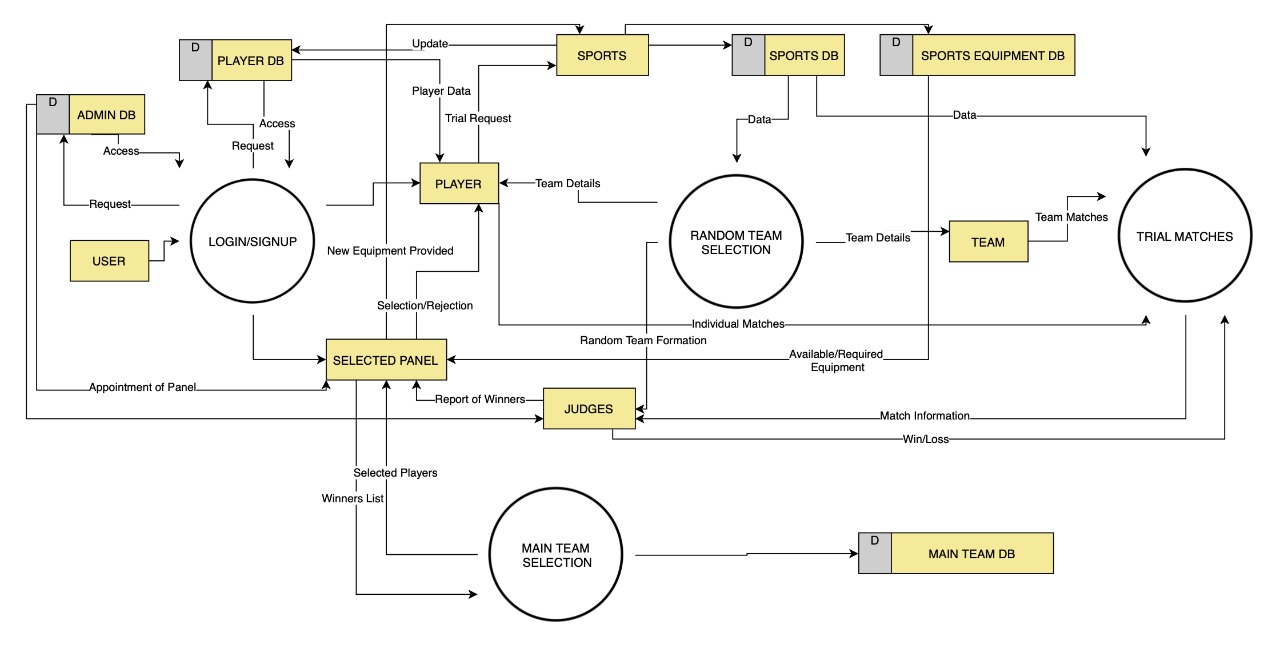 D
PLAYER DB
Update
SPORTS
D
SPORTS DB
D
SPORTS EQUIPMENT DB
D
ADMIN DB
Player Data
Trial Request
Access
Request
Access
Data
Data
Request
PLAYER
Team Details
USER
LOGIN/SIGNUP
New Equipment Provided
RANDOM TEAM
SELECTION
Team Details
TEAM
Team Matches
TRIAL MATCHES
Selection/Rejection
Individual Matches
Random Team Formation
SELECTED PANEL
Available/Required
Equipment
Appointment of Panel
Report of Winners
JUDGES
Match Information
Win/Loss
Selected Players
Winners List
MAIN TEAM
SELECTION
D
MAIN TEAM DB